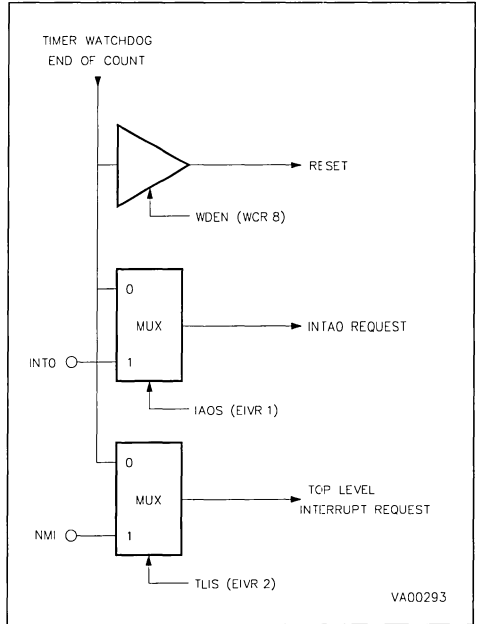 TIMER WATCHDOG
END OF COUNT
RESET
WDEN (WCR 8)
0
MUX
INTA0 REQUEST
INT0
1
IA0S (EIVR 1)
0
MUX
TOP LEVEL
INTERRUPT REQUEST
NMI
1
TLIS (EIVR 2)
VA00293